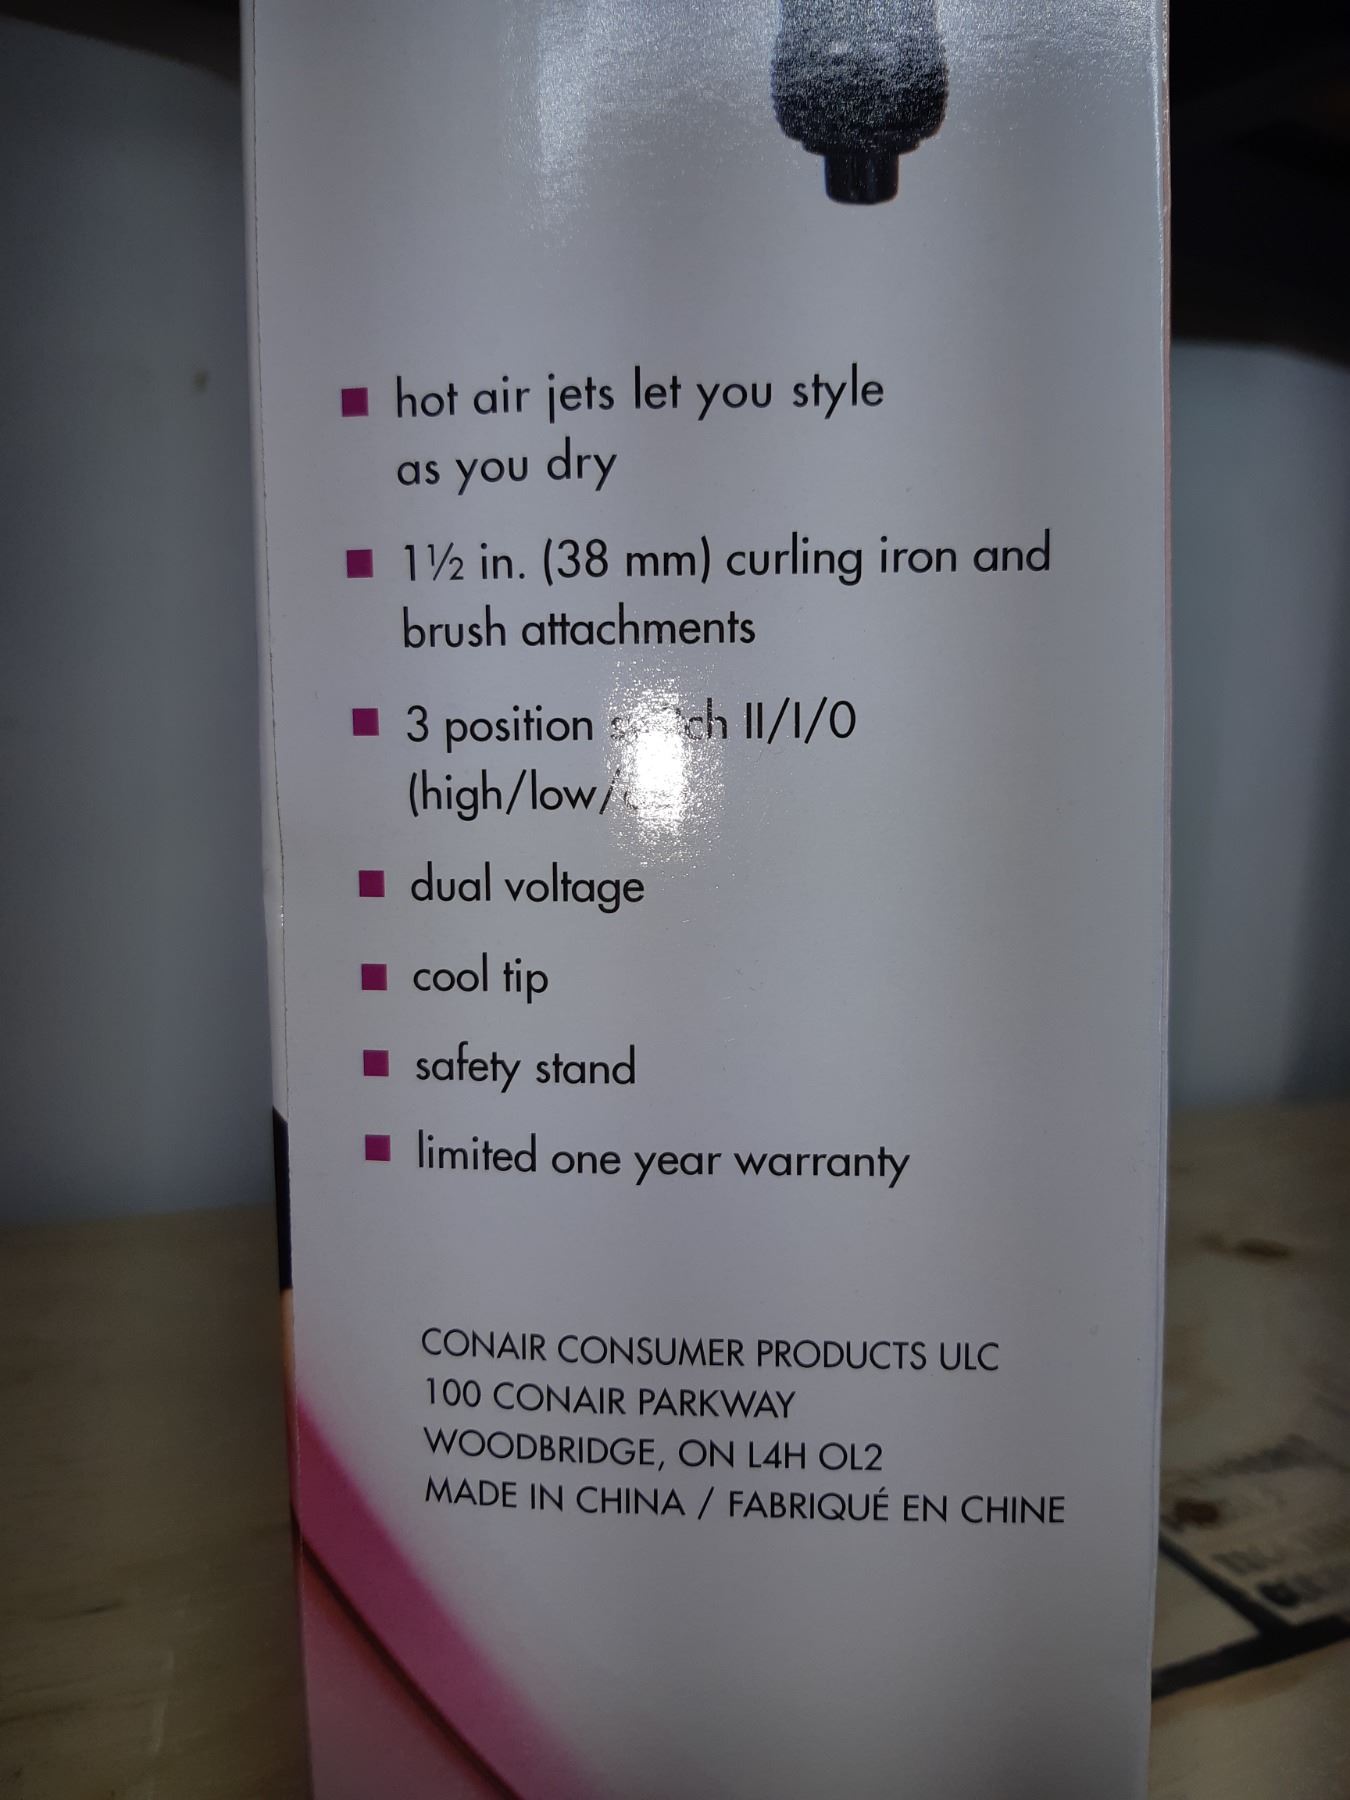 hot air jets let you style
as you dry
1½ in. (38 mm) curling iron and
brush attachments
3 position switch II/I/0
(high/low/
dual voltage
cool tip
safety stand
limited one year warranty
CONAIR CONSUMER PRODUCTS ULC
100 CONAIR PARKWAY
WOODBRIDGE, ON L4H OL2
MADE IN CHINA / FABRIQUÉ EN CHINE